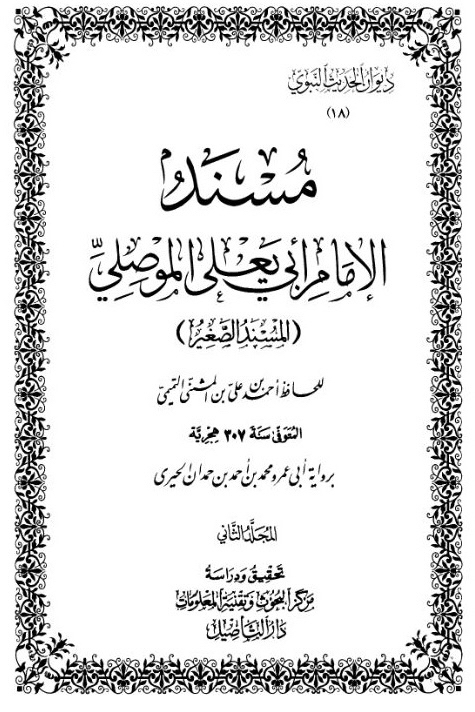 ديوان الحديث النبوي
(١٨)
مُسْنَدُ
الإمام أبي يعلى الموصليّ
(المسند الصغير)
للحافظ أحمد بن علي بن المثنى التميمي
المتوفى سنة ٣٠٧ هجرية
برواية أبي عمرو محمد بن أحمد بن حمدان الحيري
المجلد الثاني
تحقيق ودراسة
مركز البحوث وتقنية المعلومات
دار التأصيل